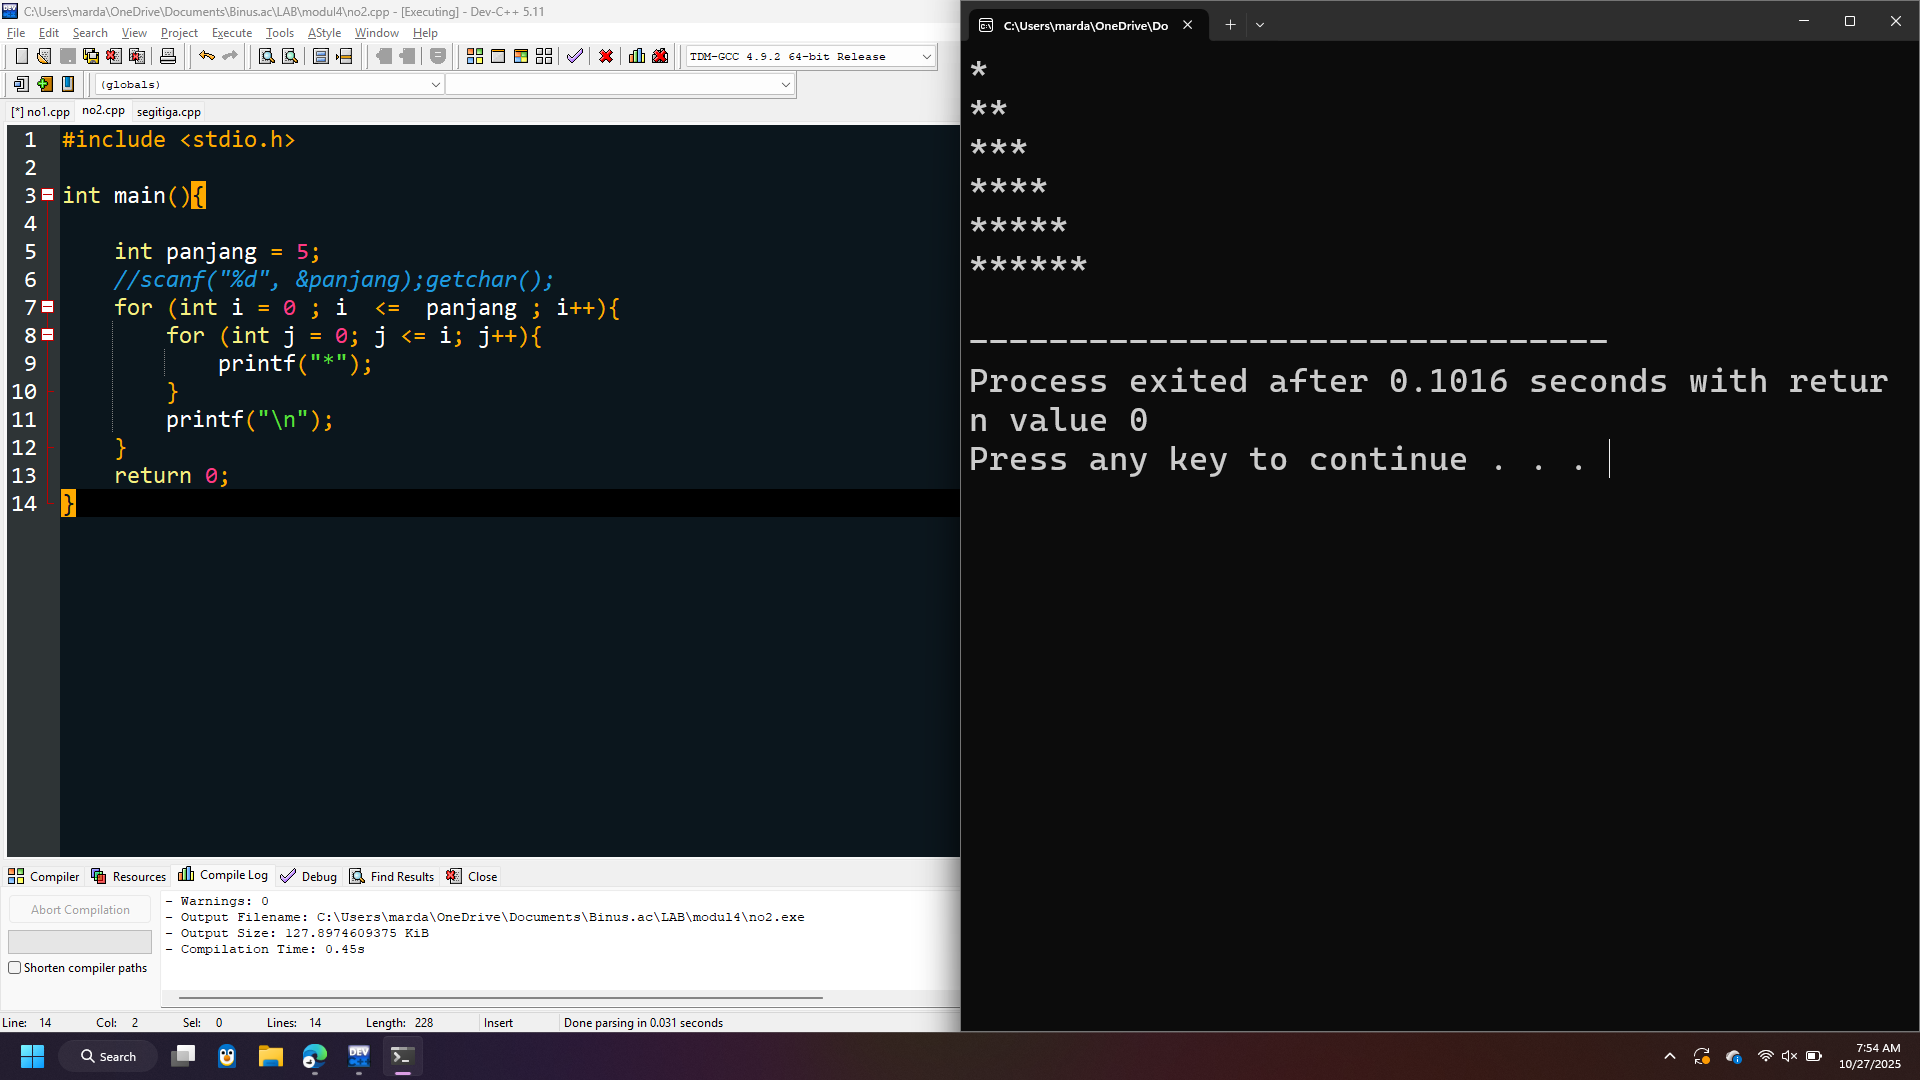 C:\Users\marda\OneDrive\Documents\Binus.ac\LAB\modul4\no2.cpp - [Executing] - Dev-C++ 5.11
File Edit Search View Project Execute Tools AStyle Window Help
TDM-GCC 4.9.2 64-bit Release
(globals)
[*] no1.cpp no2.cpp segitiga.cpp
1 #include <stdio.h>
2
3 int main(){
4
5     int panjang = 5;
6     //scanf("%d", &panjang);getchar();
7     for (int i = 0 ; i  <=  panjang ; i++){
8         for (int j = 0; j <= i; j++){
9             printf("*");
10         }
11         printf("\n");
12     }
13     return 0;
14 }
Compiler Resources Compile Log Debug Find Results Close
Abort Compilation
Shorten compiler paths
- Warnings: 0
- Output Filename: C:\Users\marda\OneDrive\Documents\Binus.ac\LAB\modul4\no2.exe
- Output Size: 127.8974609375 KiB
- Compilation Time: 0.45s
Line: 14 Col: 2 Sel: 0 Lines: 14 Length: 228 Insert Done parsing in 0.031 seconds
C:\Users\marda\OneDrive\Do
*
**
***
****
*****
******
--------------------------------
Process exited after 0.1016 seconds with retur
n value 0
Press any key to continue . . .
Search
DEV
7:54 AM
10/27/2025